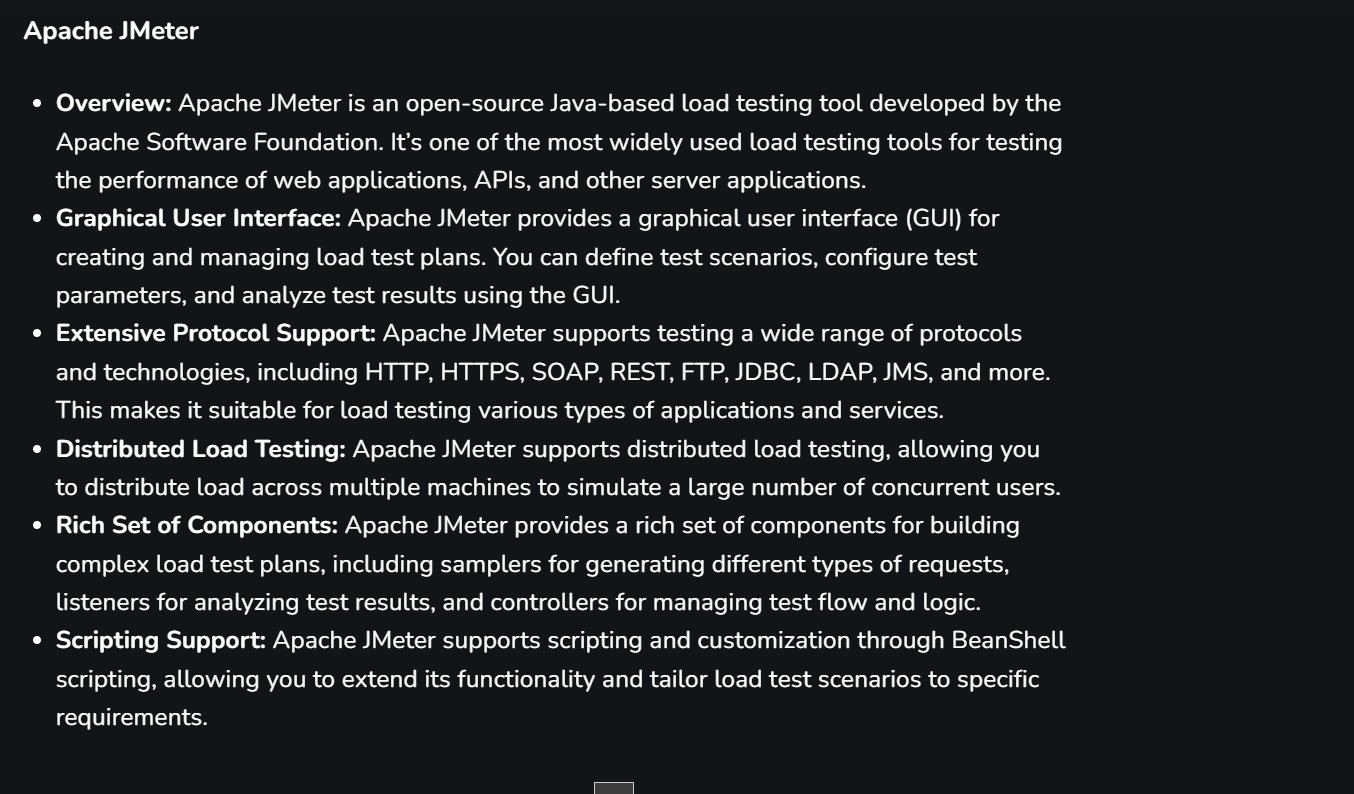 Apache JMeter
• Overview: Apache JMeter is an open-source Java-based load testing tool developed by the
Apache Software Foundation. It’s one of the most widely used load testing tools for testing
the performance of web applications, APIs, and other server applications.
• Graphical User Interface: Apache JMeter provides a graphical user interface (GUI) for
creating and managing load test plans. You can define test scenarios, configure test
parameters, and analyze test results using the GUI.
• Extensive Protocol Support: Apache JMeter supports testing a wide range of protocols
and technologies, including HTTP, HTTPS, SOAP, REST, FTP, JDBC, LDAP, JMS, and more.
This makes it suitable for load testing various types of applications and services.
• Distributed Load Testing: Apache JMeter supports distributed load testing, allowing you
to distribute load across multiple machines to simulate a large number of concurrent users.
• Rich Set of Components: Apache JMeter provides a rich set of components for building
complex load test plans, including samplers for generating different types of requests,
listeners for analyzing test results, and controllers for managing test flow and logic.
• Scripting Support: Apache JMeter supports scripting and customization through BeanShell
scripting, allowing you to extend its functionality and tailor load test scenarios to specific
requirements.